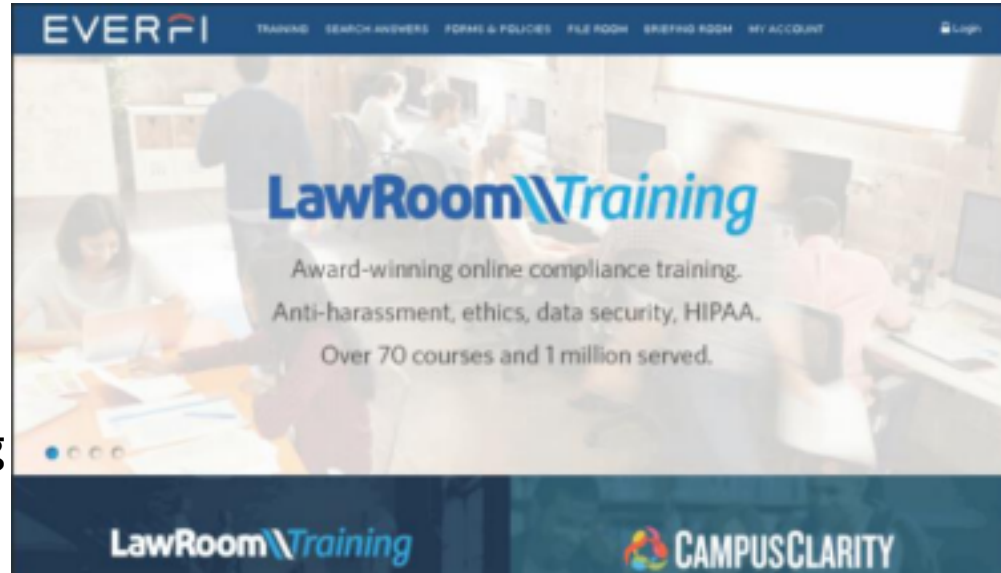 EVERFI
TRAINING SEARCH ANSWERS FORMS & POLICIES FILE ROOM BRIEFING ROOM MY ACCOUNT Login
LawRoom\\Training
Award-winning online compliance training.
Anti-harassment, ethics, data security, HIPAA.
Over 70 courses and 1 million served.
g
LawRoom\\Training
CAMPUSCLARITY